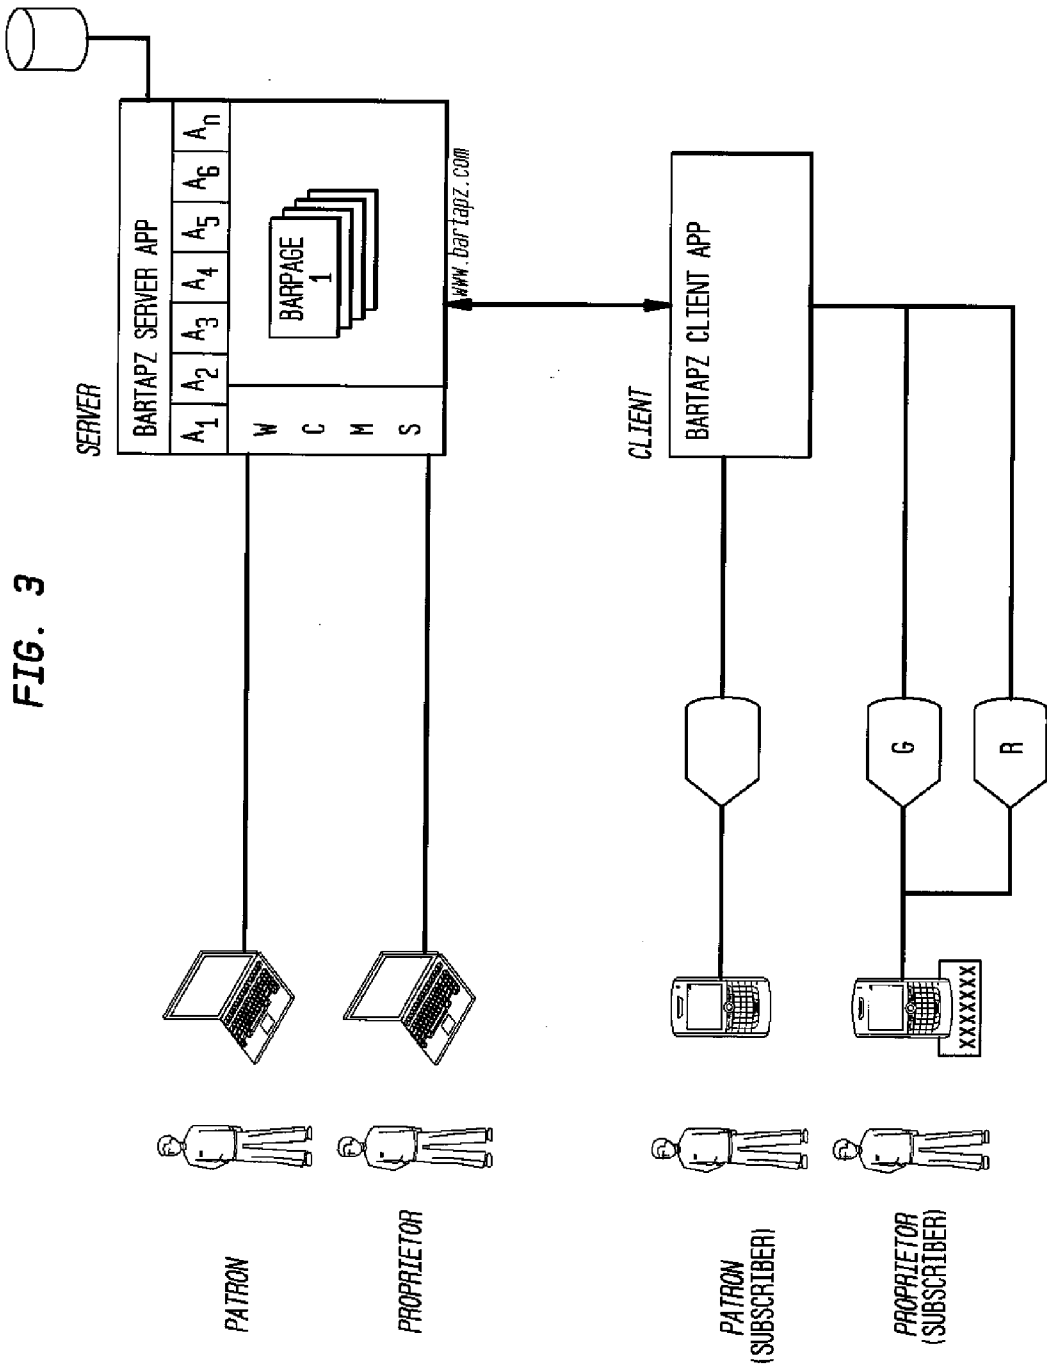 FIG. 3
SERVER
BARTAPZ SERVER APP
A1 A2 A3 A4 A5 A6 An
W
C
M
S
BARPAGE
1
www.bartapz.com
CLIENT
BARTAPZ CLIENT APP
G
R
XXXXXXX
PATRON
PROPRIETOR
PATRON
(SUBSCRIBER)
PROPRIETOR
(SUBSCRIBER)